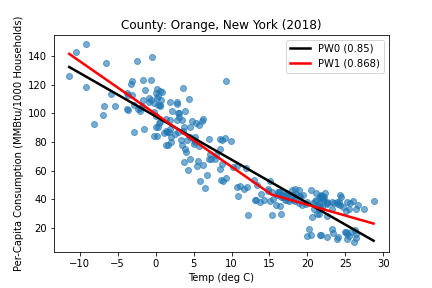 County: Orange, New York (2018)
PW0 (0.85)
PW1 (0.868)
Per-Capita Consumption (MMBtu/1000 Households)
140
120
100
80
60
40
20
−10 −5 0 5 10 15 20 25 30
Temp (deg C)